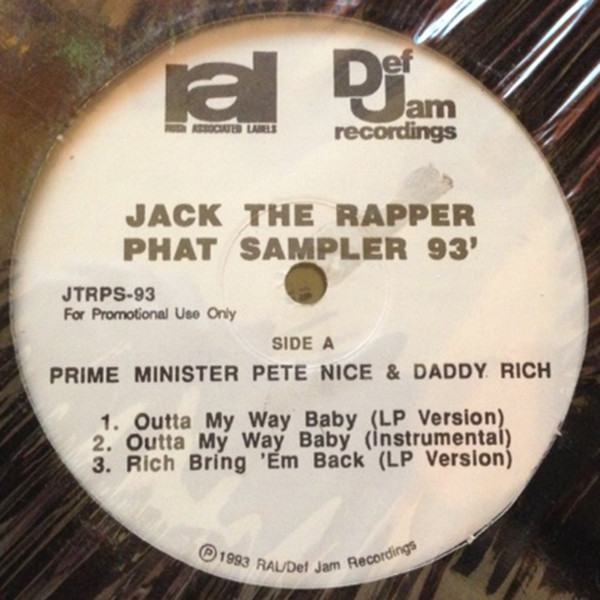 ral
RUSH ASSOCIATED LABELS
Def
Jam
recordings
JACK THE RAPPER
PHAT SAMPLER 93'
JTRPS-93
For Promotional Use Only
SIDE A
PRIME MINISTER PETE NICE & DADDY RICH
1. Outta My Way Baby (LP Version)
2. Outta My Way Baby (Instrumental)
3. Rich Bring 'Em Back (LP Version)
℗ 1993 RAL/Def Jam Recordings